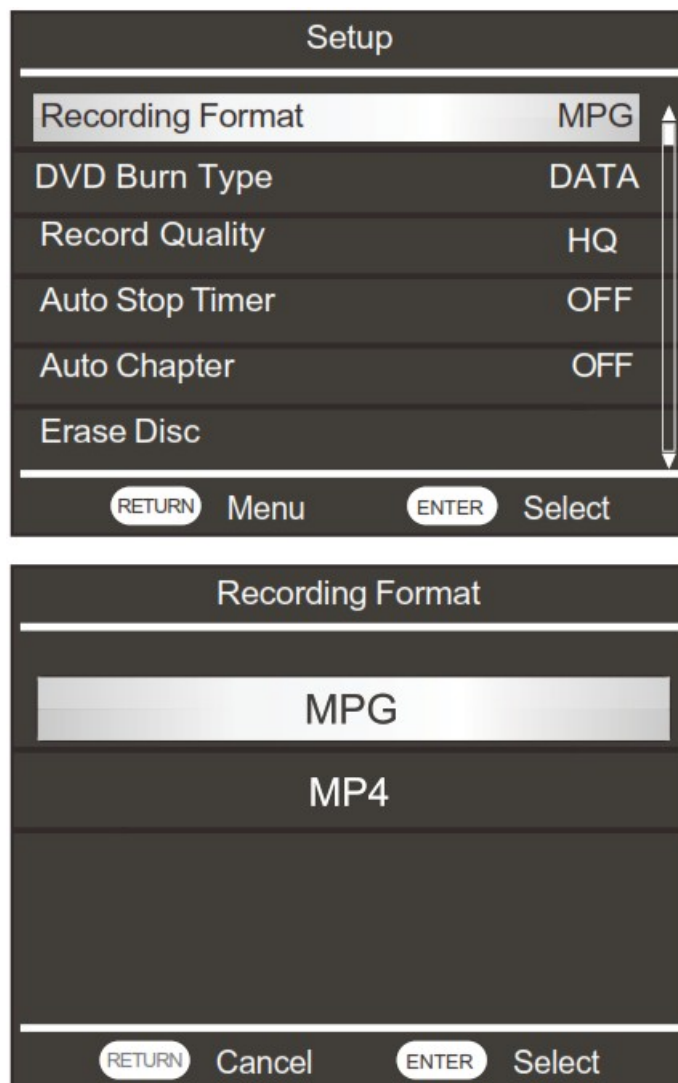 Setup
Recording Format MPG
DVD Burn Type DATA
Record Quality HQ
Auto Stop Timer OFF
Auto Chapter OFF
Erase Disc
RETURN Menu ENTER Select
Recording Format
MPG
MP4
RETURN Cancel ENTER Select